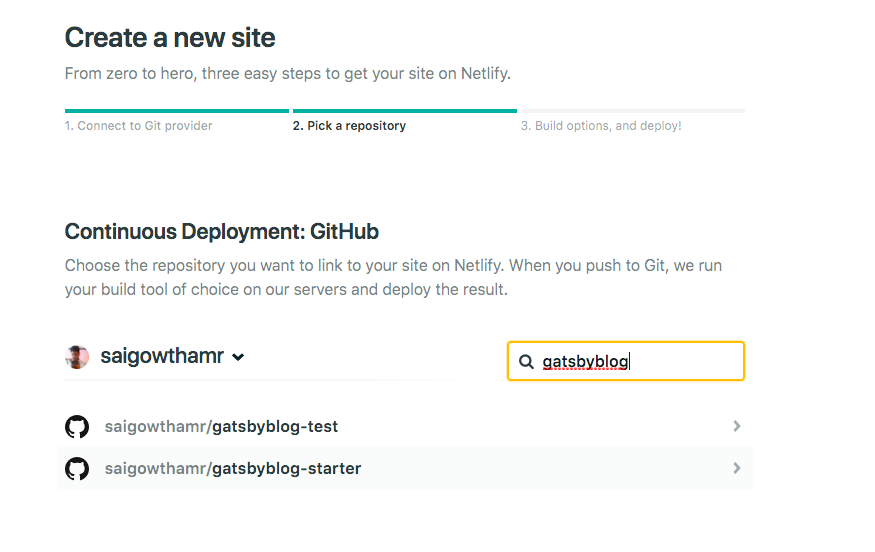 Create a new site
From zero to hero, three easy steps to get your site on Netlify.
1. Connect to Git provider
2. Pick a repository
3. Build options, and deploy!
Continuous Deployment: GitHub
Choose the repository you want to link to your site on Netlify. When you push to Git, we run
your build tool of choice on our servers and deploy the result.
saigowthamr
gatsbyblog
saigowthamr/gatsbyblog-test
saigowthamr/gatsbyblog-starter